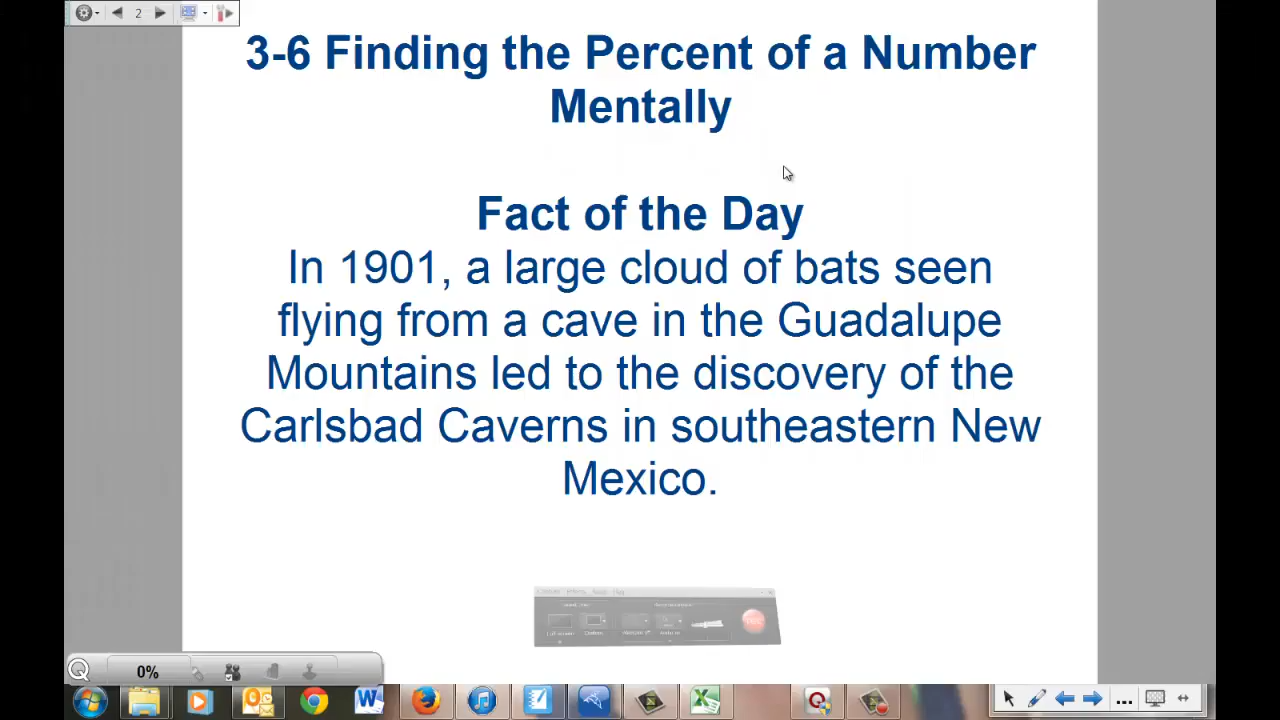 2
3-6 Finding the Percent of a Number
Mentally
Fact of the Day
In 1901, a large cloud of bats seen
flying from a cave in the Guadalupe
Mountains led to the discovery of the
Carlsbad Caverns in southeastern New
Mexico.
0%